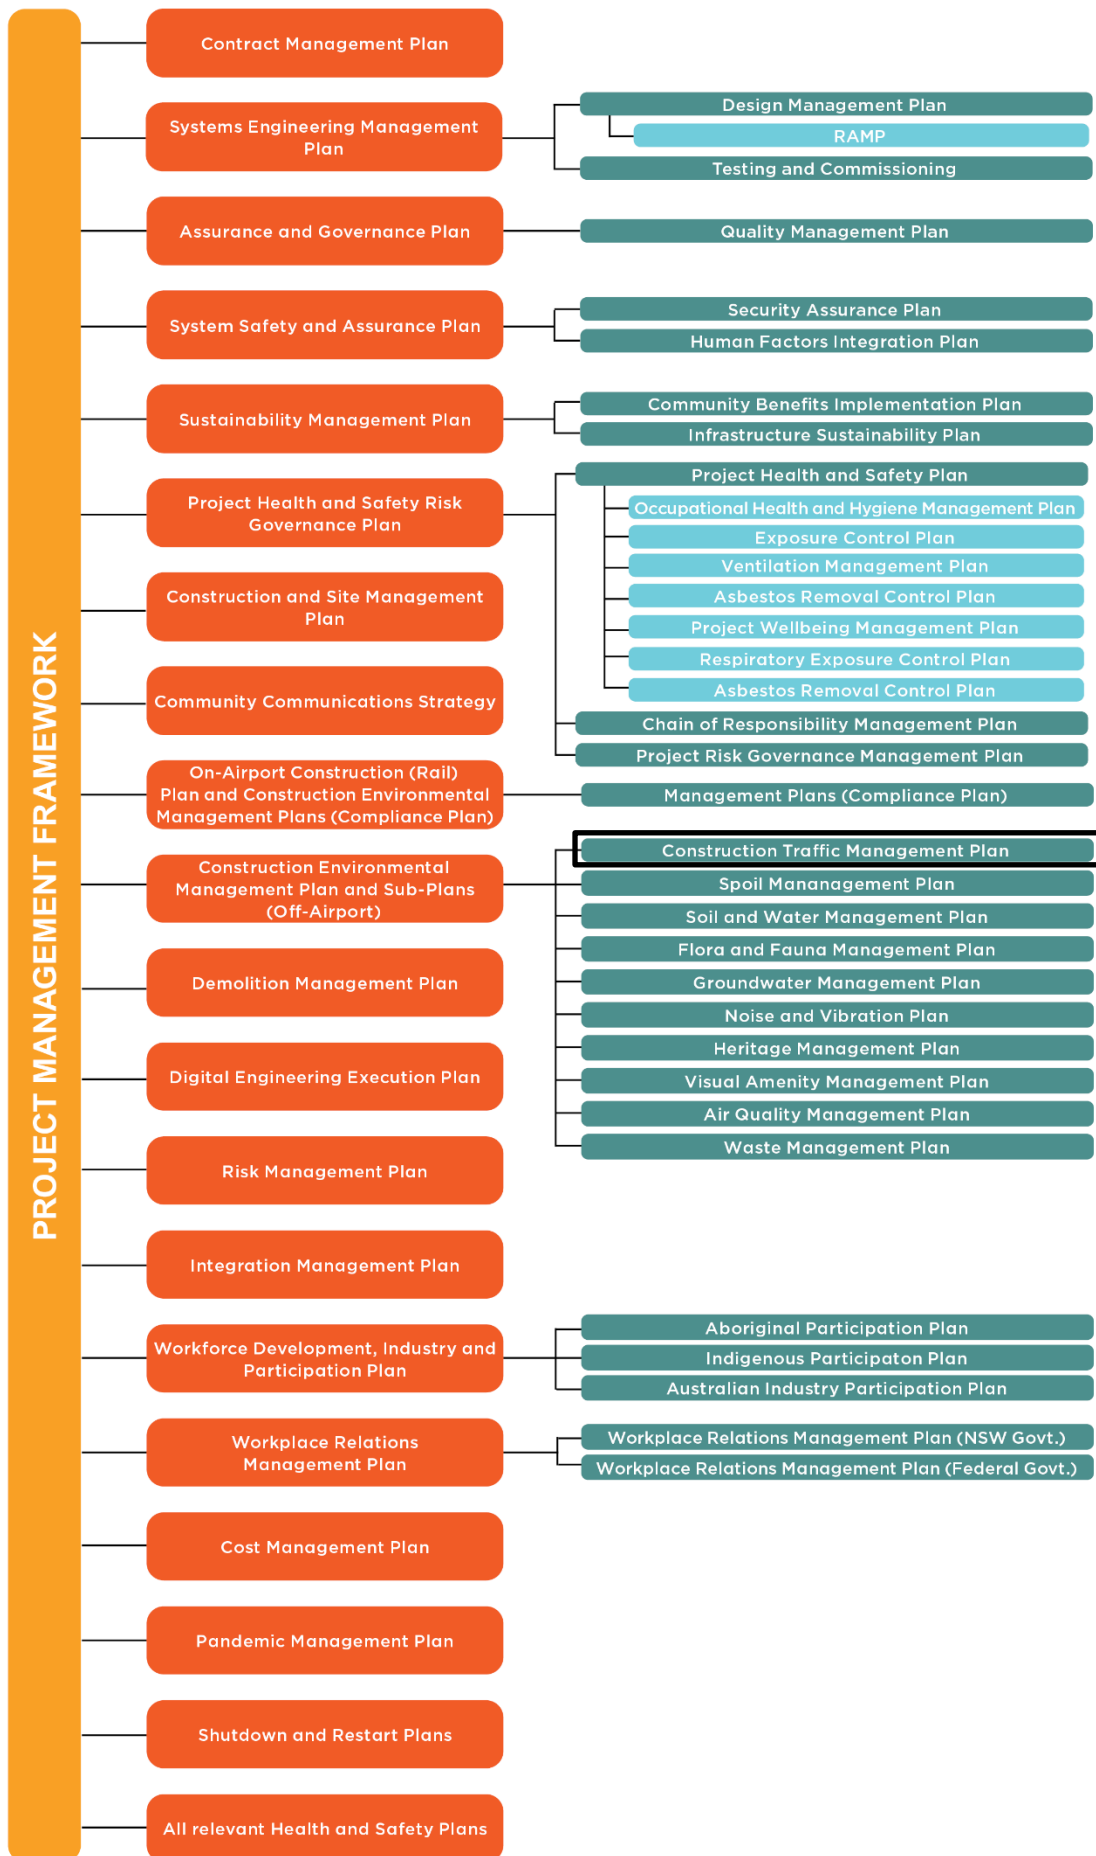 PROJECT MANAGEMENT FRAMEWORK
Contract Management Plan
Systems Engineering Management
Plan
Design Management Plan
RAMP
Testing and Commissioning
Assurance and Governance Plan
Quality Management Plan
System Safety and Assurance Plan
Security Assurance Plan
Human Factors Integration Plan
Sustainability Management Plan
Community Benefits Implementation Plan
Infrastructure Sustainability Plan
Project Health and Safety Risk
Governance Plan
Project Health and Safety Plan
Occupational Health and Hygiene Management Plan
Exposure Control Plan
Ventilation Management Plan
Asbestos Removal Control Plan
Project Wellbeing Management Plan
Respiratory Exposure Control Plan
Asbestos Removal Control Plan
Chain of Responsibility Management Plan
Project Risk Governance Management Plan
Construction and Site Management
Plan
Community Communications Strategy
On-Airport Construction (Rail)
Plan and Construction Environmental
Management Plans (Compliance Plan)
Management Plans (Compliance Plan)
Construction Environmental
Management Plan and Sub-Plans
(Off-Airport)
Construction Traffic Management Plan
Spoil Mananagement Plan
Soil and Water Management Plan
Flora and Fauna Management Plan
Groundwater Management Plan
Noise and Vibration Plan
Heritage Management Plan
Visual Amenity Management Plan
Air Quality Management Plan
Waste Management Plan
Demolition Management Plan
Digital Engineering Execution Plan
Risk Management Plan
Integration Management Plan
Workforce Development, Industry and
Participation Plan
Aboriginal Participation Plan
Indigenous Participaton Plan
Australian Industry Participation Plan
Workplace Relations
Management Plan
Workplace Relations Management Plan (NSW Govt.)
Workplace Relations Management Plan (Federal Govt.)
Cost Management Plan
Pandemic Management Plan
Shutdown and Restart Plans
All relevant Health and Safety Plans